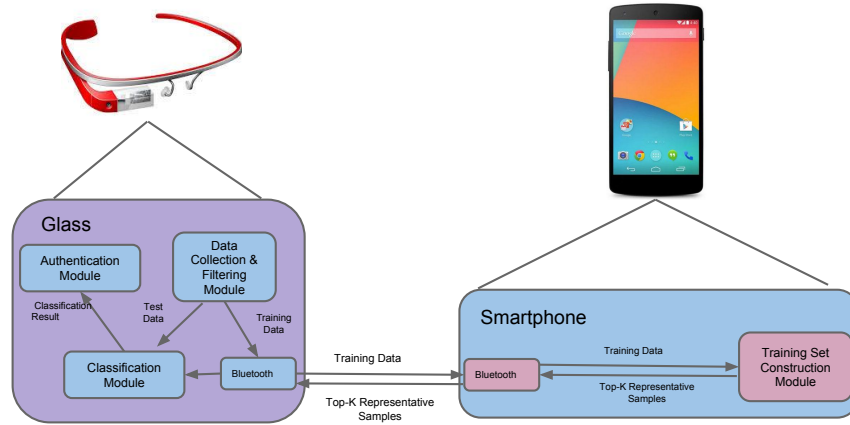 Glass
Authentication
Module
Data
Collection &
Filtering
Module
Classification
Result
Test
Data
Training
Data
Classification
Module
Bluetooth
Training Data
Top-K Representative
Samples
Smartphone
Bluetooth
Training Data
Top-K Representative
Samples
Training Set
Construction
Module
Google